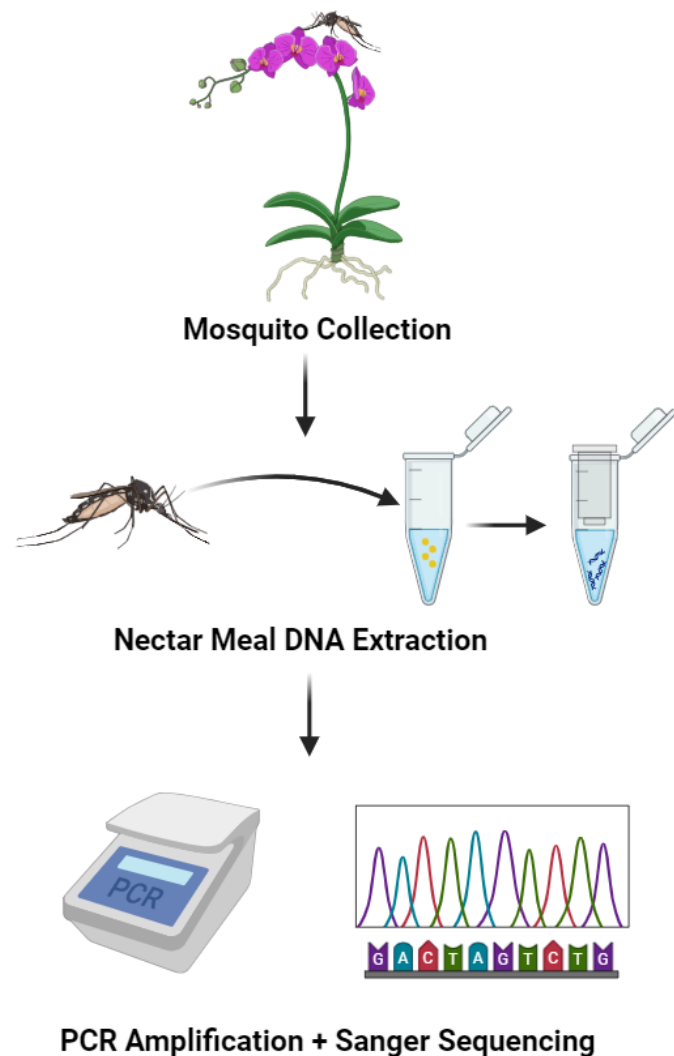 Mosquito Collection
Nectar Meal DNA Extraction
PCR
G A C T A G T C T G
PCR Amplification + Sanger Sequencing